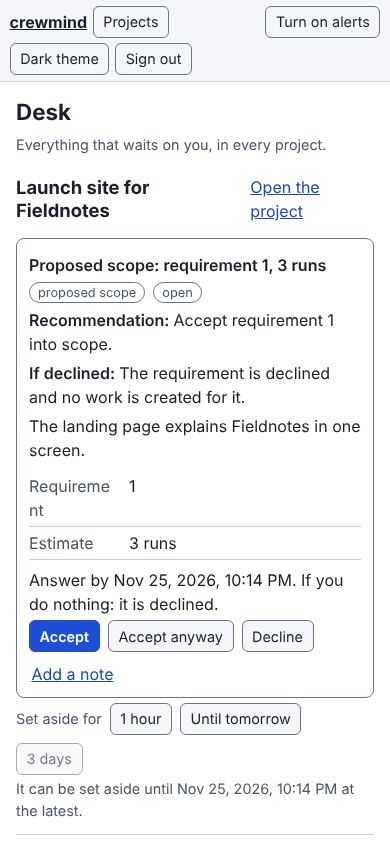 crewmind Projects Turn on alerts
Dark theme Sign out
Desk
Everything that waits on you, in every project.
Launch site for
Fieldnotes
Open the
project
Proposed scope: requirement 1, 3 runs
proposed scope open
Recommendation: Accept requirement 1
into scope.
If declined: The requirement is declined
and no work is created for it.
The landing page explains Fieldnotes in one
screen.
Requireme
nt
1
Estimate 3 runs
Answer by Nov 25, 2026, 10:14 PM. If you
do nothing: it is declined.
Accept Accept anyway Decline
Add a note
Set aside for 1 hour Until tomorrow
3 days
It can be set aside until Nov 25, 2026, 10:14 PM at
the latest.